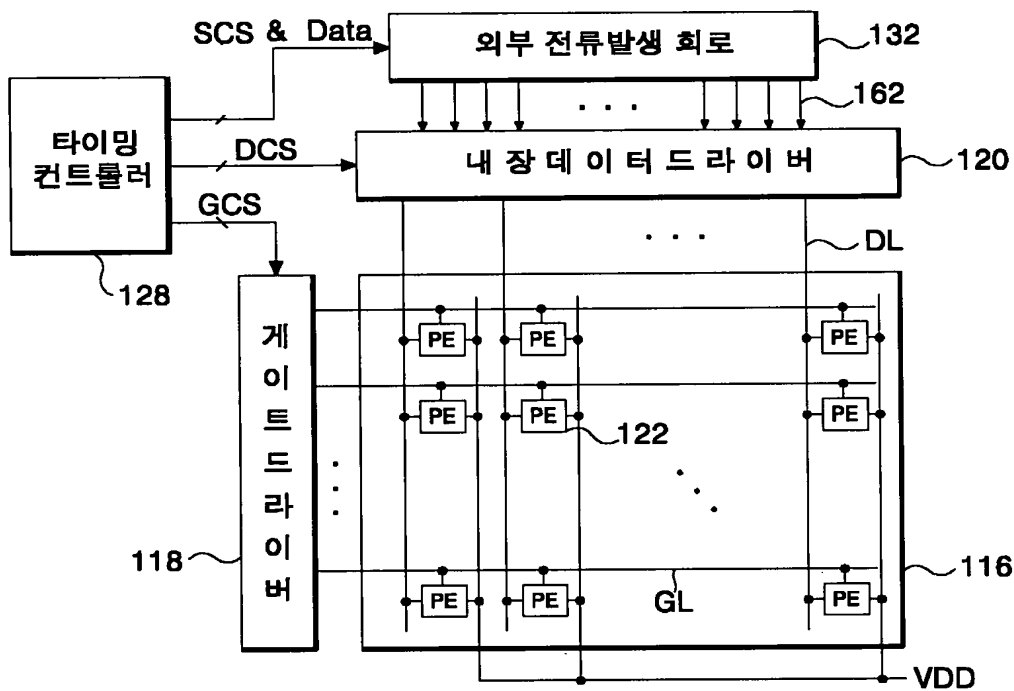 SCS & Data
외부 전류발생 회로
132
162
타이밍
컨트롤러
DCS
내장데이터드라이버
120
GCS
DL
128
게이트드라이버
PE
PE
PE
PE
PE
PE
122
118
116
PE
PE
GL
PE
VDD